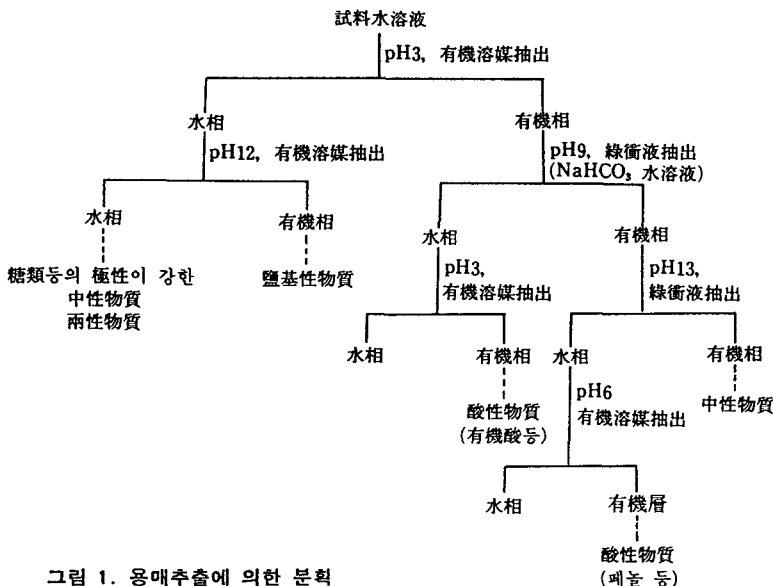 試料水溶液
pH3, 有機溶媒抽出
水相
有機相
pH12, 有機溶媒抽出
pH9, 綠衝液抽出
(NaHCO₃ 水溶液)
水相
有機相
水相
有機相
糖類등의 極性이 강한
中性物質
兩性物質
鹽基性物質
pH3,
有機溶媒抽出
pH13,
綠衝液抽出
水相
有機相
水相
有機相
酸性物質
(有機酸등)
pH6
有機溶媒抽出
中性物質
水相
有機層
酸性物質
(페놀 등)
그림 1. 용매추출에 의한 분획